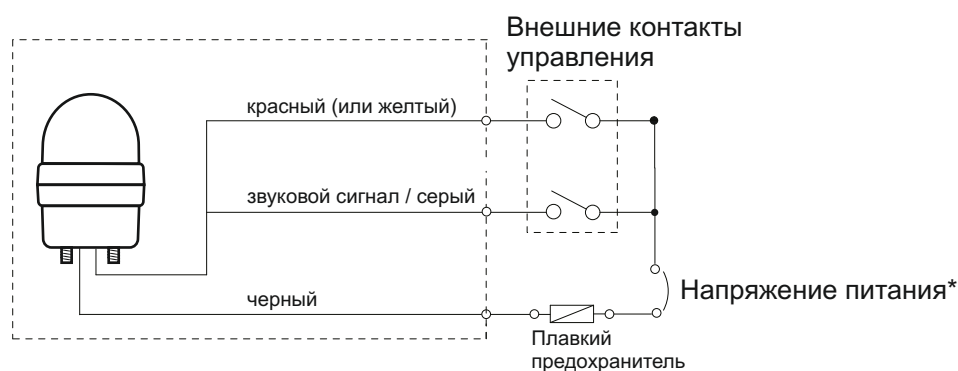 Внешние контакты
управления
красный (или желтый)
звуковой сигнал / серый
черный
Напряжение питания*
Плавкий
предохранитель